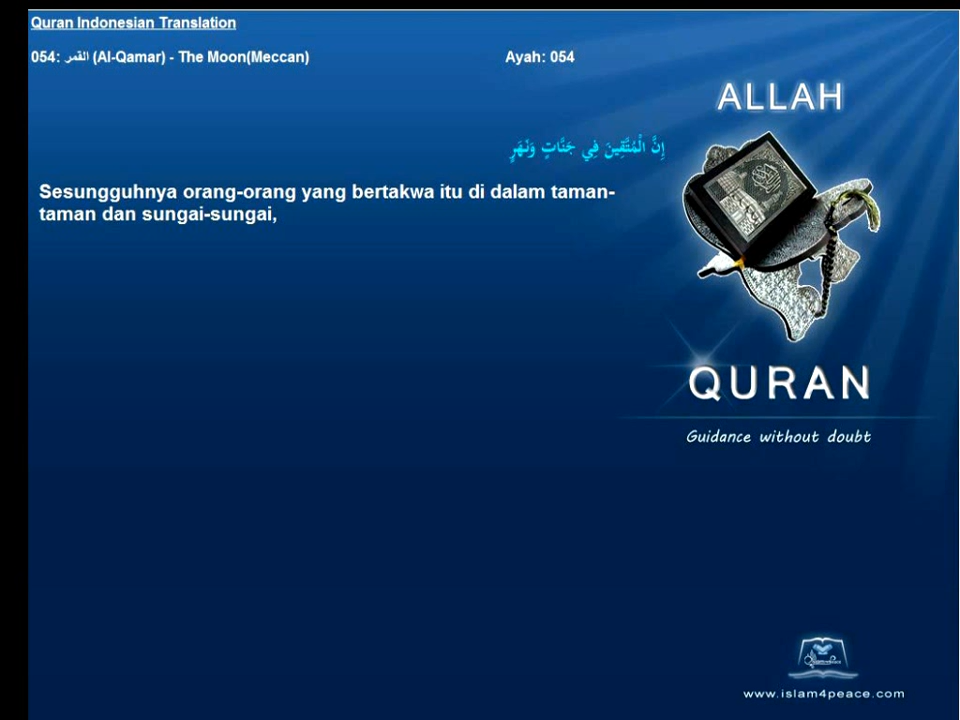 Quran Indonesian Translation
054: القمر (Al-Qamar) - The Moon(Meccan) Ayah: 054
ALLAH
إِنَّ الْمُتَّقِينَ فِي جَنَّاتٍ وَنَهَرٍ
Sesungguhnya orang-orang yang bertakwa itu di dalam taman-
taman dan sungai-sungai,
QURAN
Guidance without doubt
www.islam4peace.com